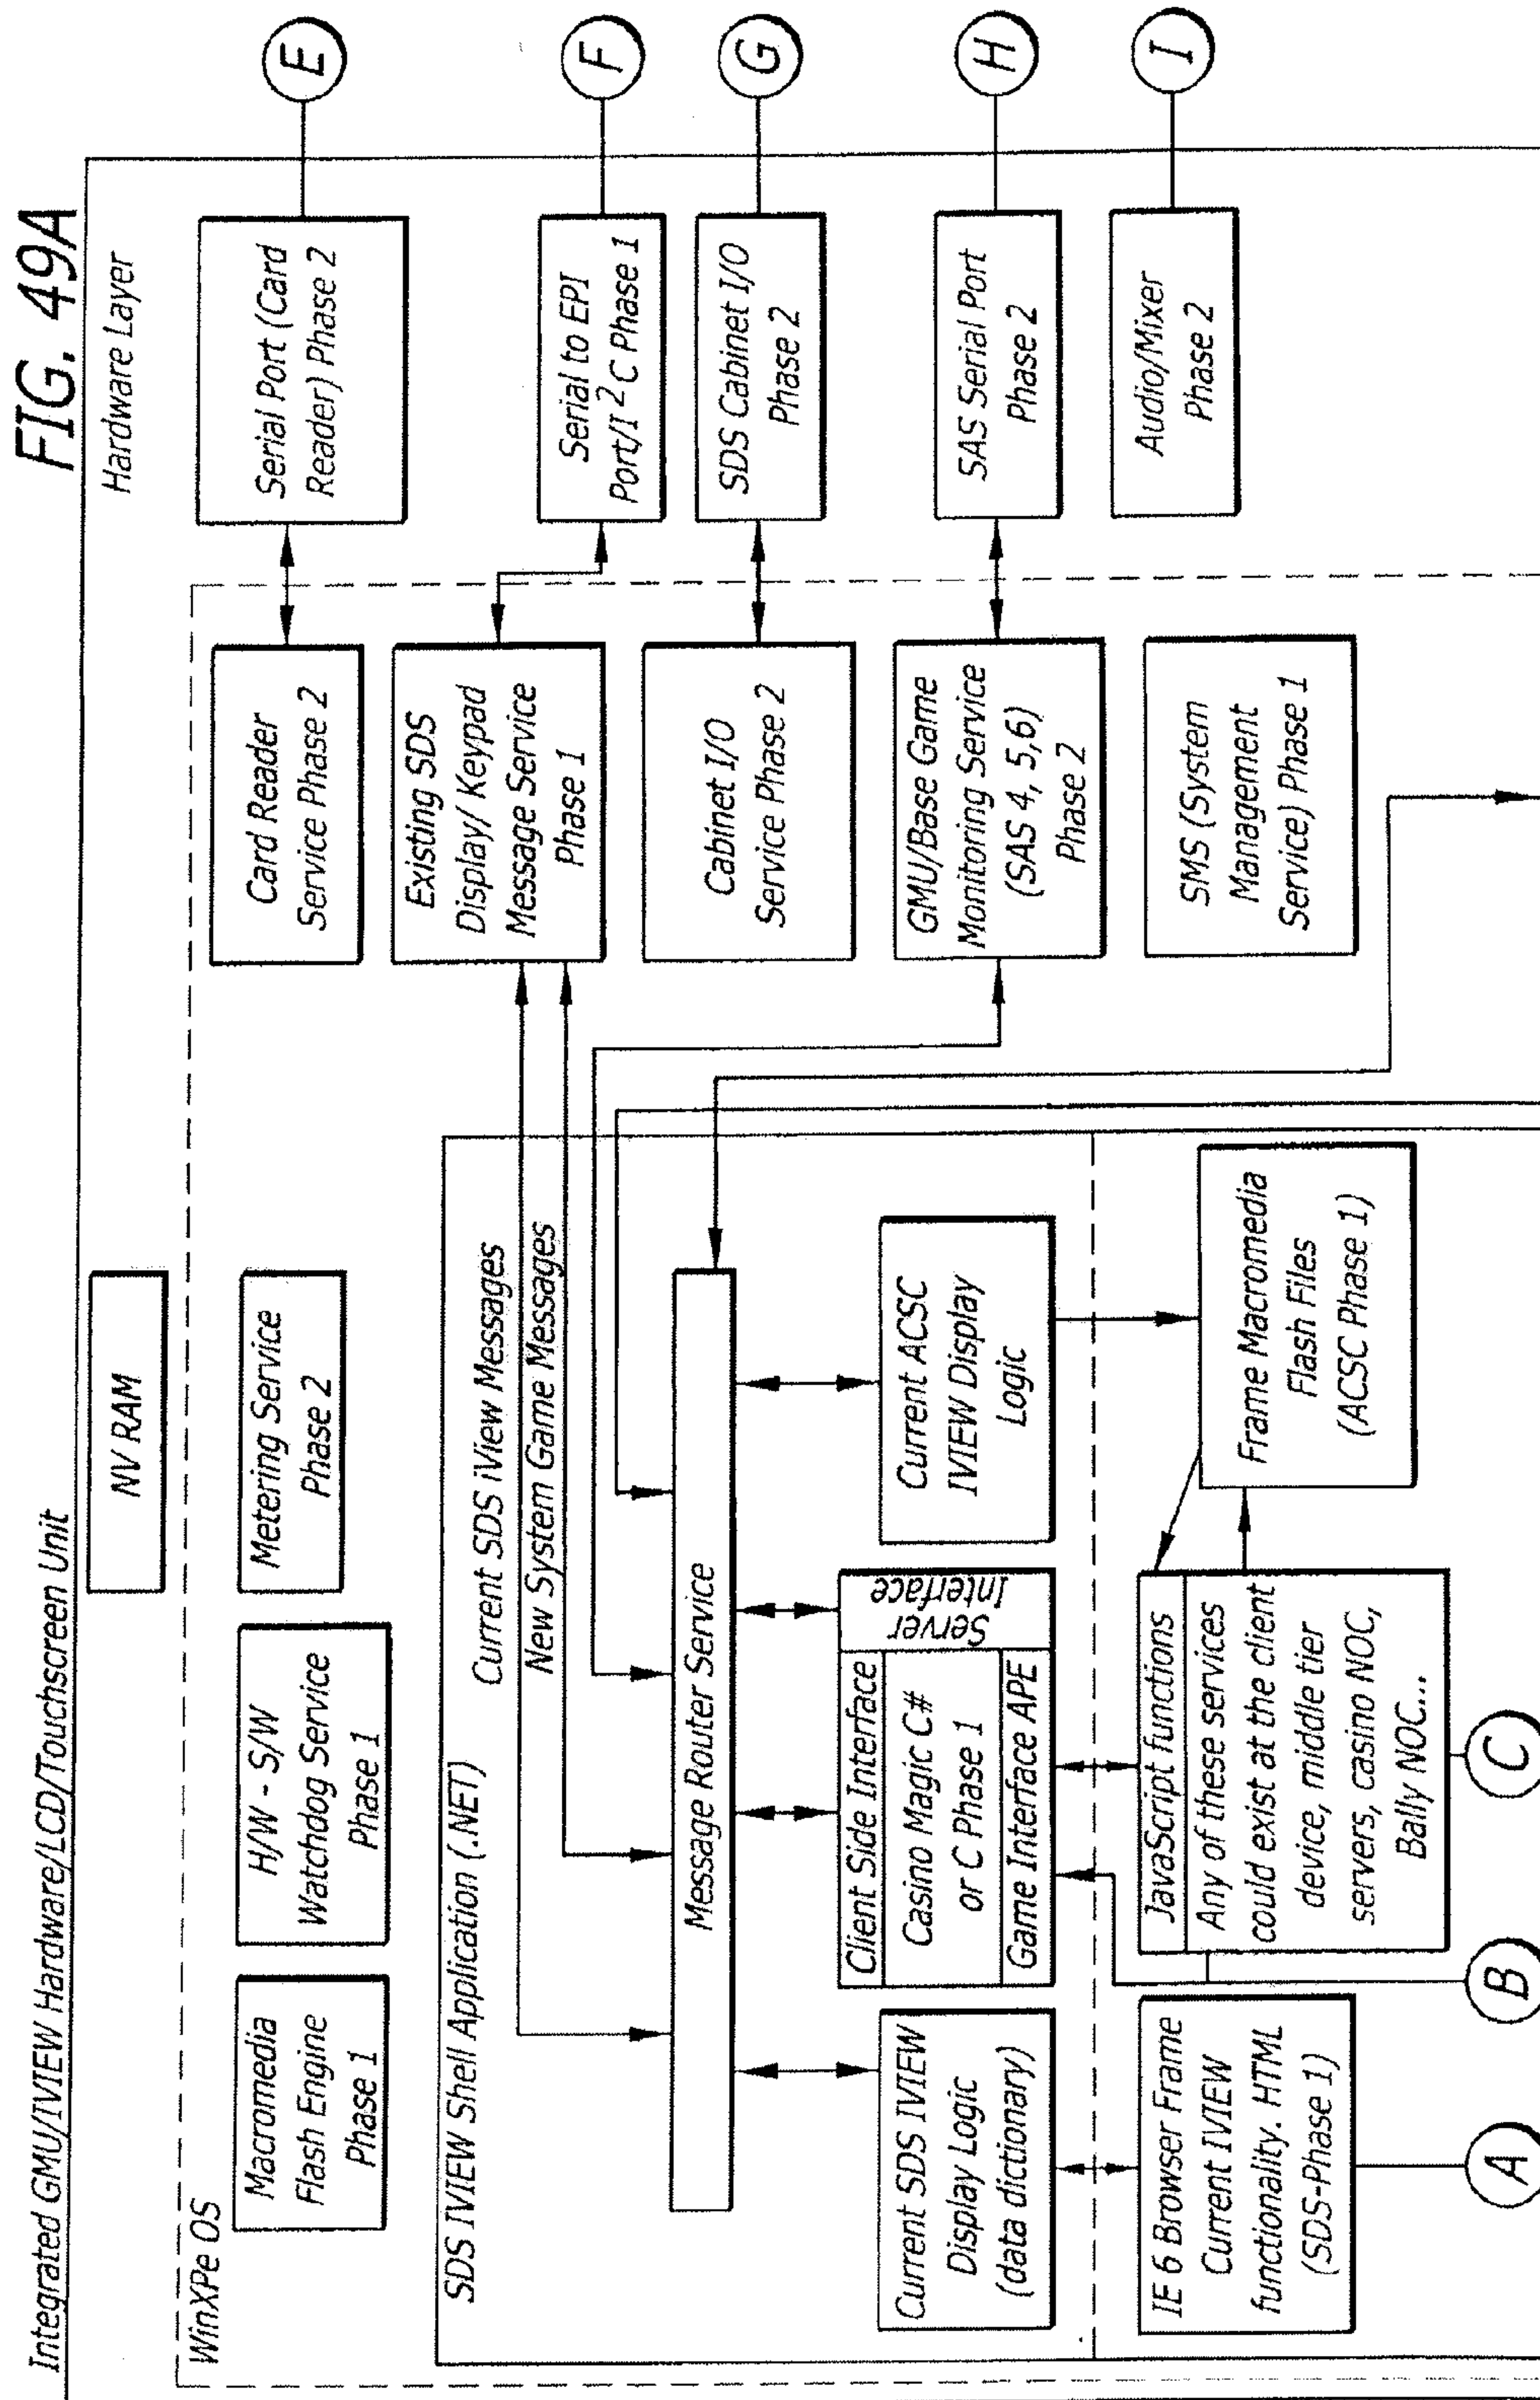 FIG. 49A
Integrated GMU/IVIEW Hardware/LCD/Touchscreen Unit
Hardware Layer
NV RAM
WinXPe OS
Macromedia
Flash Engine
Phase 1
H/W - S/W
Watchdog Service
Phase 1
Metering Service
Phase 2
Card Reader
Service Phase 2
Serial Port (Card
Reader) Phase 2
E
Existing SDS
Display/ Keypad
Message Service
Phase 1
Serial to EPI
Port/I²C Phase 1
F
Cabinet I/O
Service Phase 2
SDS Cabinet I/O
Phase 2
G
GMU/Base Game
Monitoring Service
(SAS 4, 5,6)
Phase 2
SAS Serial Port
Phase 2
H
SMS (System
Management
Service) Phase 1
Audio/Mixer
Phase 2
I
SDS IVIEW Shell Application (.NET)
Current SDS iView Messages
New System Game Messages
Message Router Service
Current SDS IVIEW
Display Logic
(data dictionary)
Client Side Interface
Casino Magic C#
or C Phase 1
Game Interface APE
Server
Interface
Current ACSC
IVIEW Display
Logic
IE 6 Browser Frame
Current IVIEW
functionality. HTML
(SDS-Phase 1)
JavaScript functions
Any of these services
could exist at the client
device, middle tier
servers, casino NOC,
Bally NOC...
Frame Macromedia
Flash Files
(ACSC Phase 1)
A
B
C